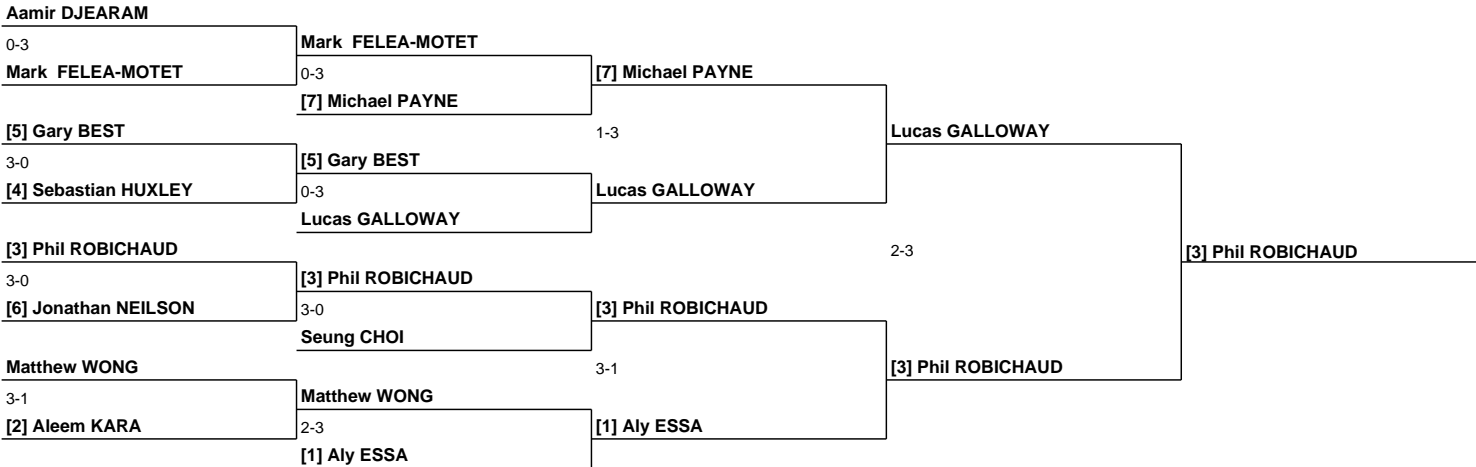 Aamir DJEARAM
0-3
Mark  FELEA-MOTET
Mark  FELEA-MOTET
0-3
[7] Michael PAYNE
[7] Michael PAYNE
[5] Gary BEST
1-3
Lucas GALLOWAY
3-0
[5] Gary BEST
[4] Sebastian HUXLEY
0-3
Lucas GALLOWAY
Lucas GALLOWAY
[3] Phil ROBICHAUD
2-3
[3] Phil ROBICHAUD
3-0
[3] Phil ROBICHAUD
[6] Jonathan NEILSON
3-0
[3] Phil ROBICHAUD
Seung CHOI
Matthew WONG
3-1
[3] Phil ROBICHAUD
3-1
Matthew WONG
[2] Aleem KARA
2-3
[1] Aly ESSA
[1] Aly ESSA